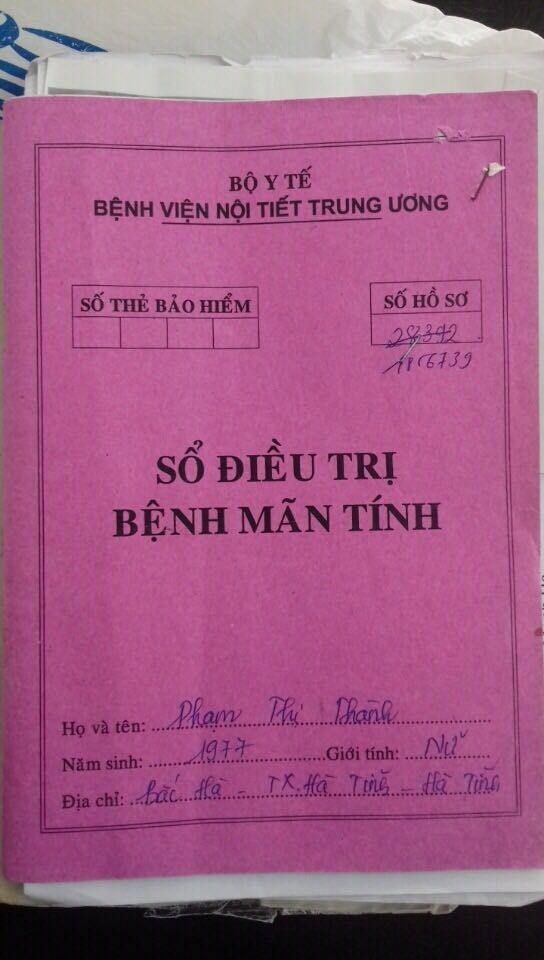 BỘ Y TẾ
BỆNH VIỆN NỘI TIẾT TRUNG ƯƠNG
SỐ THẺ BẢO HIỂM
SỐ HỒ SƠ
1856739
SỔ ĐIỀU TRỊ
BỆNH MÃN TÍNH
Họ và tên: Phạm Thị Thành
Năm sinh: 1977 Giới tính: Nữ
Địa chỉ: Bắc Hà - TX. Hà Tĩnh - Hà Tĩnh